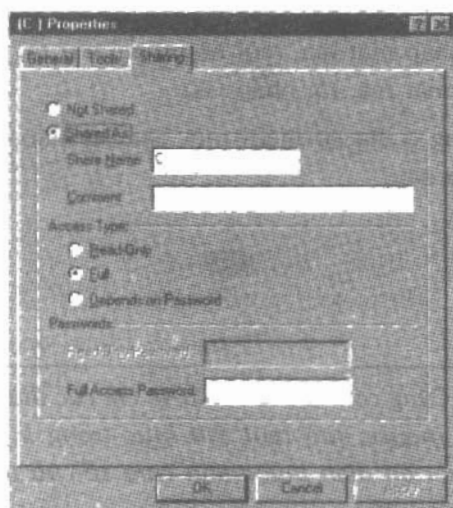 (C:) Properties
General Tools Sharing
Not Shared
Shared As:
Share Name: C
Comment:
Access Type:
Read-Only
Full
Depends on Password
Passwords:
Read-Only Password:
Full Access Password:
OK Cancel Apply